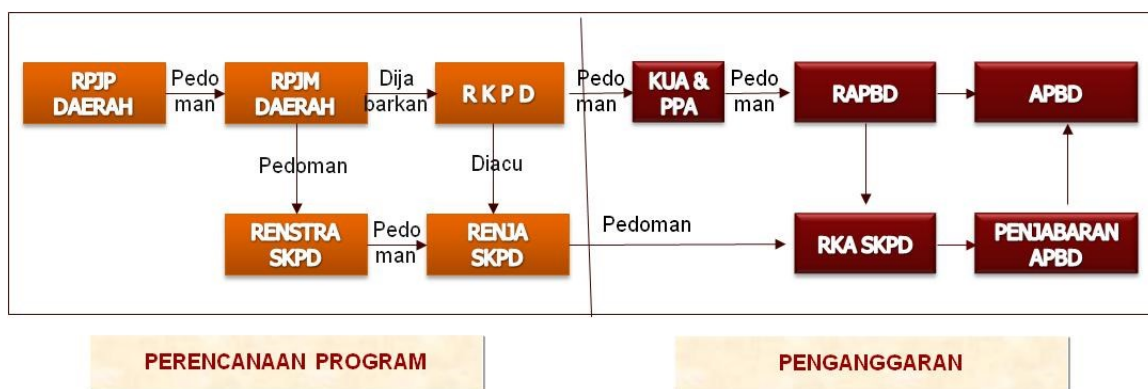 RPJP
DAERAH
Pedo
man
RPJM
DAERAH
Dija
barkan
R K P D
Pedo
man
KUA &
PPA
Pedo
man
RAPBD
APBD
Pedoman
Diacu
RENSTRA
SKPD
Pedo
man
RENJA
SKPD
Pedoman
RKA SKPD
PENJABARAN
APBD
PERENCANAAN PROGRAM
PENGANGGARAN